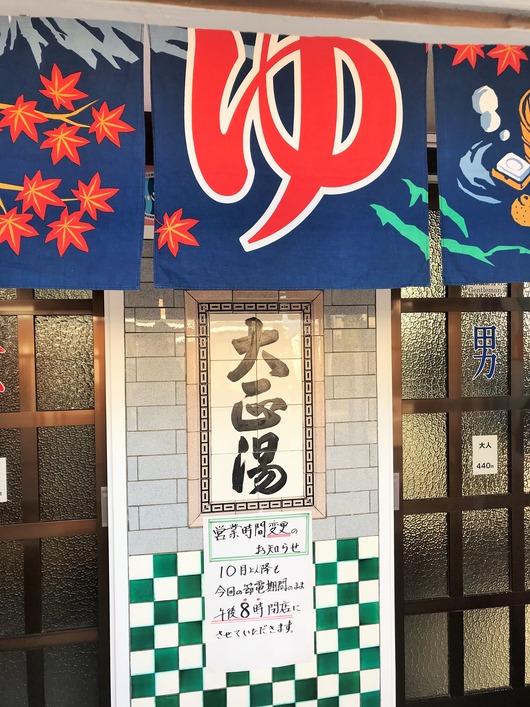 ゆ
Gentleman
男
大人
440円
大正湯
営業時間変更の
お知らせ
10月以降も
今回の節電期間のまま
午後8時閉店に
させていただきます。